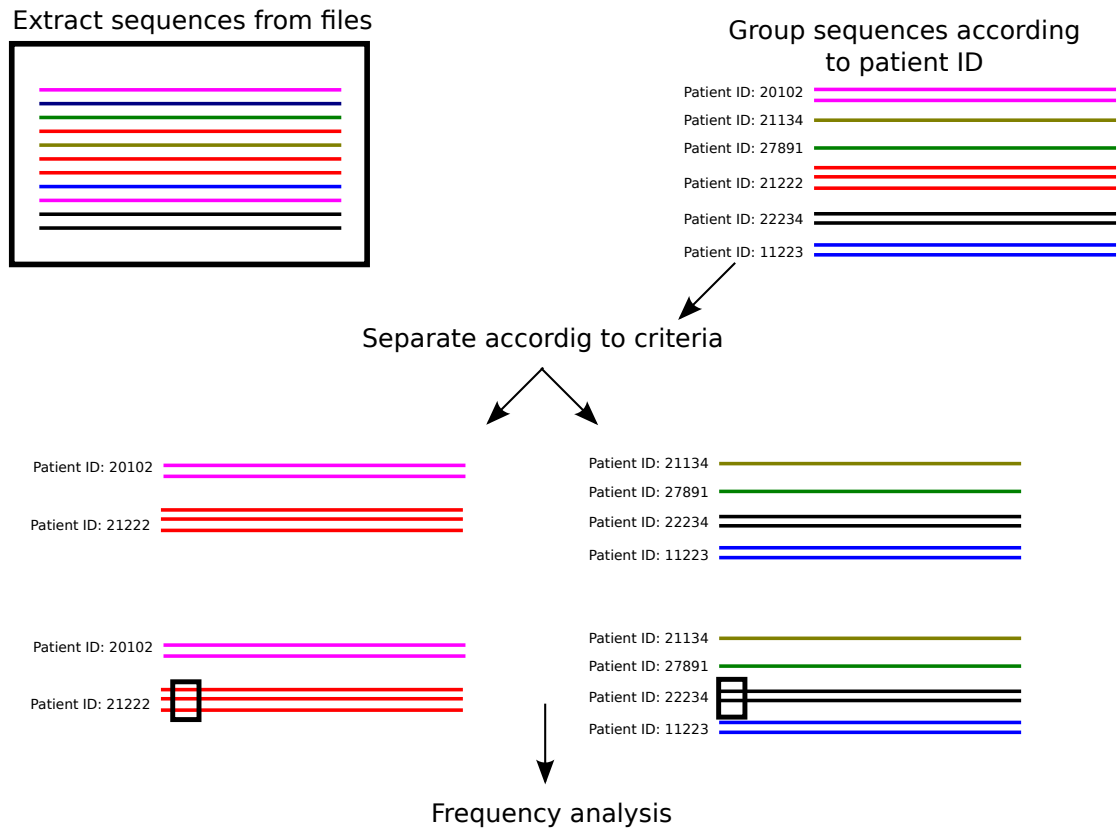 Extract sequences from files
Group sequences according
to patient ID
Patient ID: 20102
Patient ID: 21134
Patient ID: 27891
Patient ID: 21222
Patient ID: 22234
Patient ID: 11223
Separate accordig to criteria
Patient ID: 20102
Patient ID: 21222
Patient ID: 21134
Patient ID: 27891
Patient ID: 22234
Patient ID: 11223
Patient ID: 20102
Patient ID: 21222
Patient ID: 21134
Patient ID: 27891
Patient ID: 22234
Patient ID: 11223
Frequency analysis